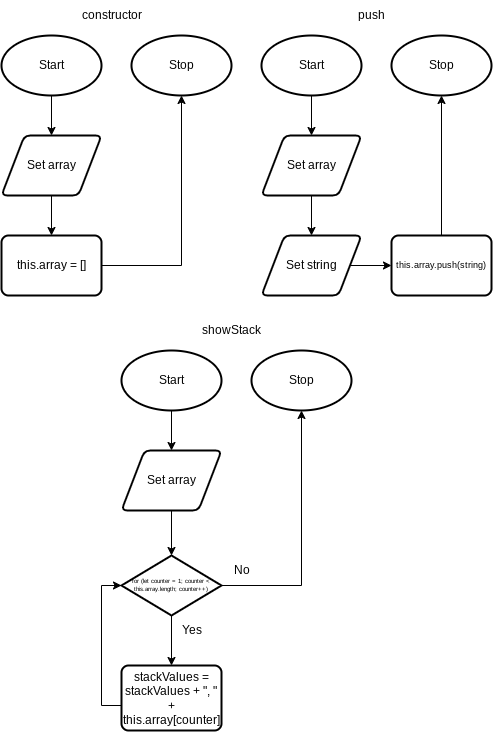 constructor
Start
Stop
Set array
this.array = []
push
Start
Stop
Set array
Set string
this.array.push(string)
showStack
Start
Stop
Set array
for (let counter = 1; counter <
this.array.length; counter++)
No
Yes
stackValues =
stackValues + ", "
+
this.array[counter]